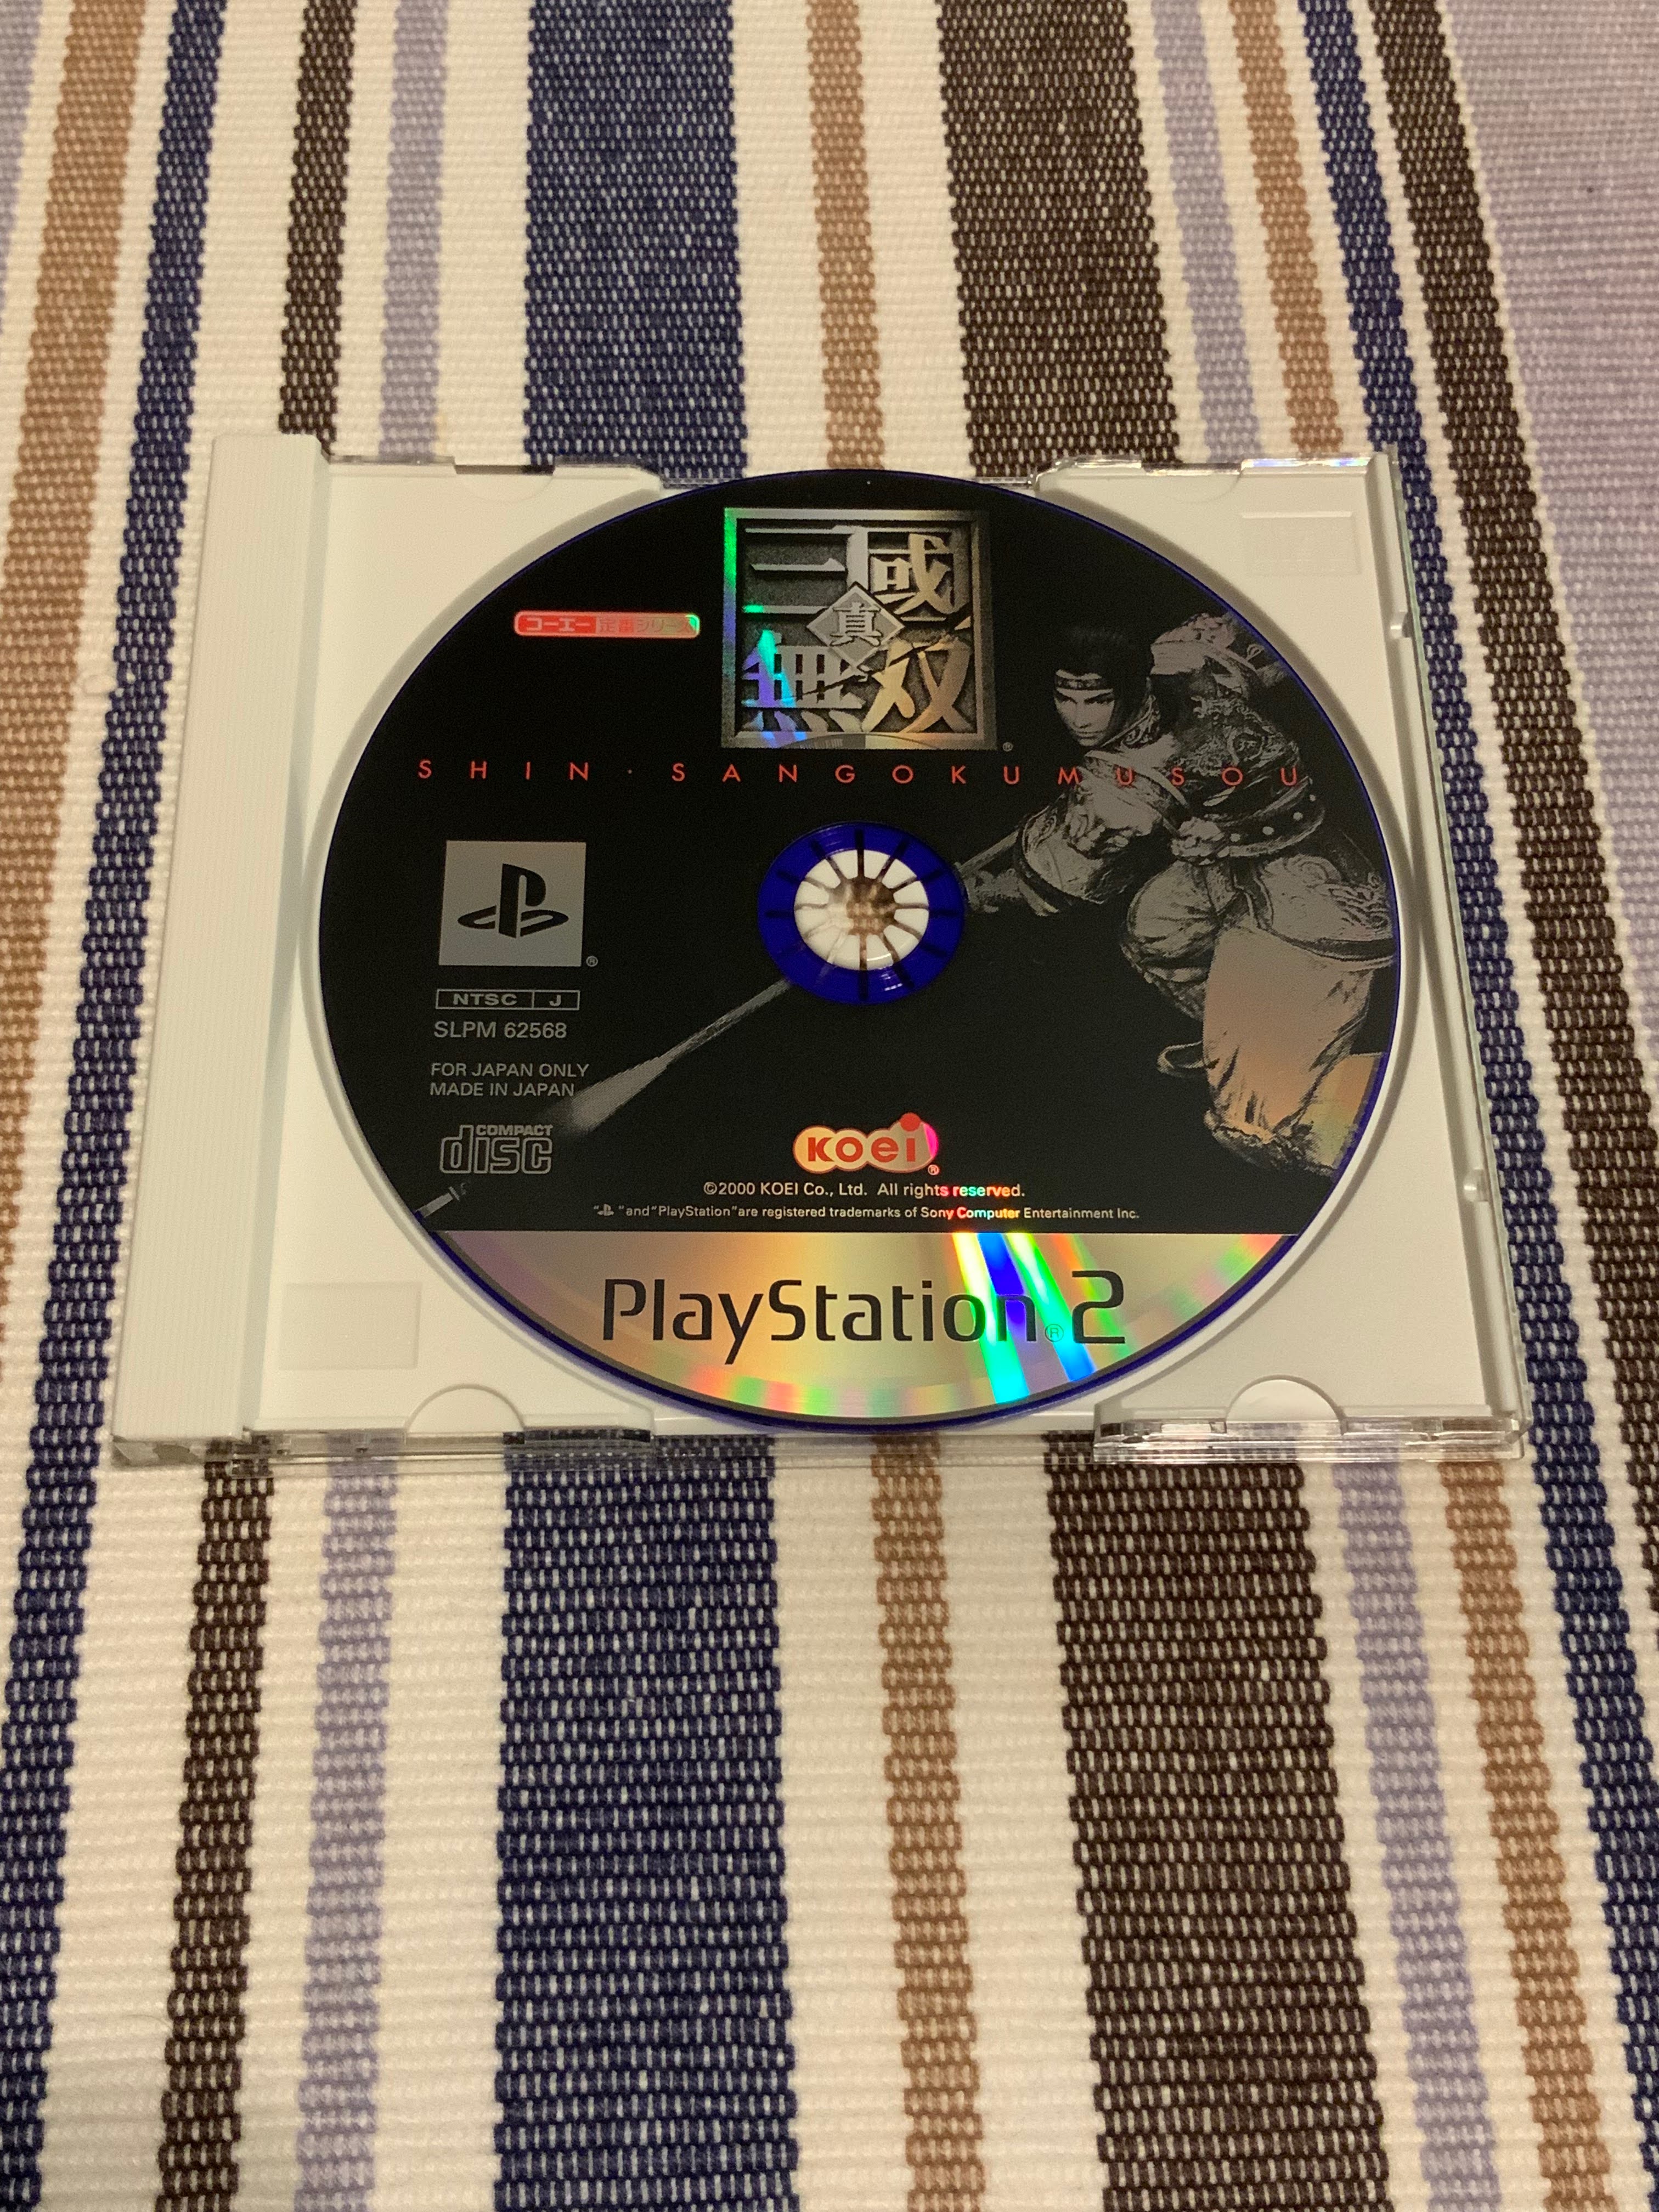 三國
真
無双
®
コーエー定番シリーズ
SHIN・SANGOKUMUSOU
®
NTSC J
SLPM 62568
FOR JAPAN ONLY
MADE IN JAPAN
COMPACT
disc
KOEI®
©2000 KOEI Co., Ltd. All rights reserved.
" "and"PlayStation"are registered trademarks of Sony Computer Entertainment Inc.
PlayStation®2